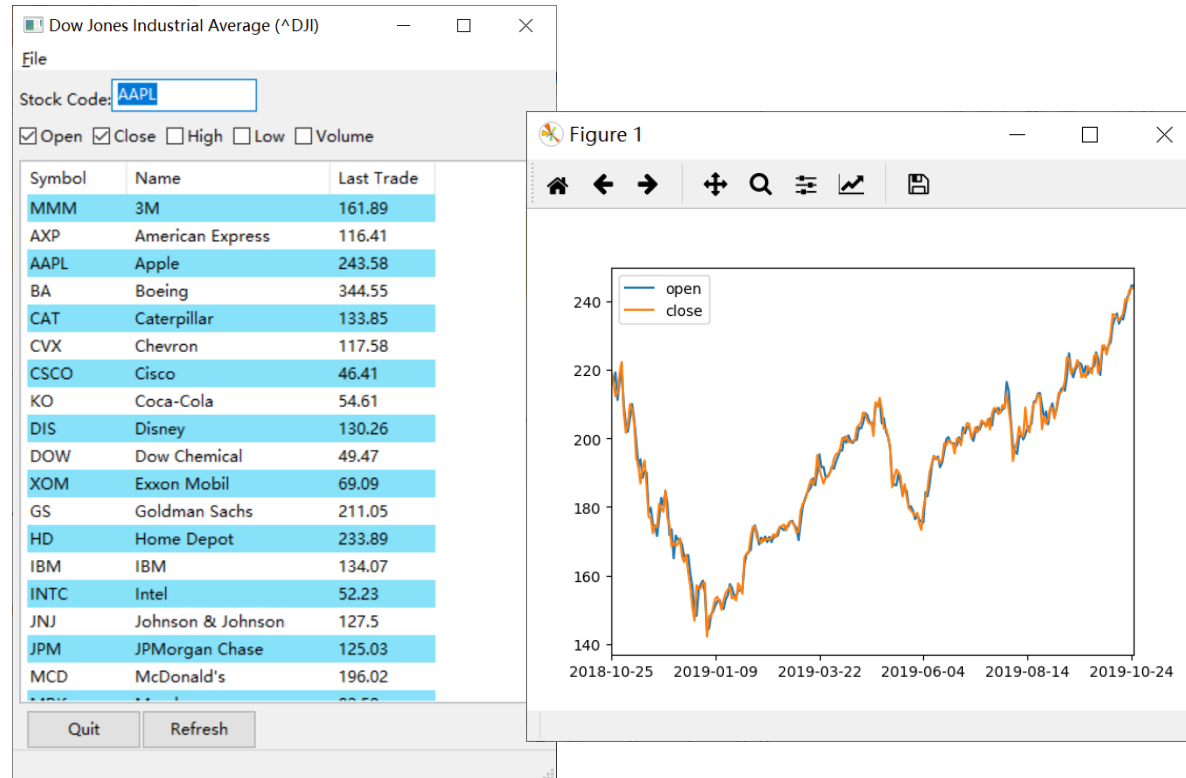 Dow Jones Industrial Average (^DJI)
File
Stock Code: AAPL
Open Close High Low Volume
Symbol Name Last Trade
MMM 3M 161.89
AXP American Express 116.41
AAPL Apple 243.58
BA Boeing 344.55
CAT Caterpillar 133.85
CVX Chevron 117.58
CSCO Cisco 46.41
KO Coca-Cola 54.61
DIS Disney 130.26
DOW Dow Chemical 49.47
XOM Exxon Mobil 69.09
GS Goldman Sachs 211.05
HD Home Depot 233.89
IBM IBM 134.07
INTC Intel 52.23
JNJ Johnson & Johnson 127.5
JPM JPMorgan Chase 125.03
MCD McDonald's 196.02
Quit Refresh
Figure 1
open
close
240
220
200
180
160
140
2018-10-25 2019-01-09 2019-03-22 2019-06-04 2019-08-14 2019-10-24